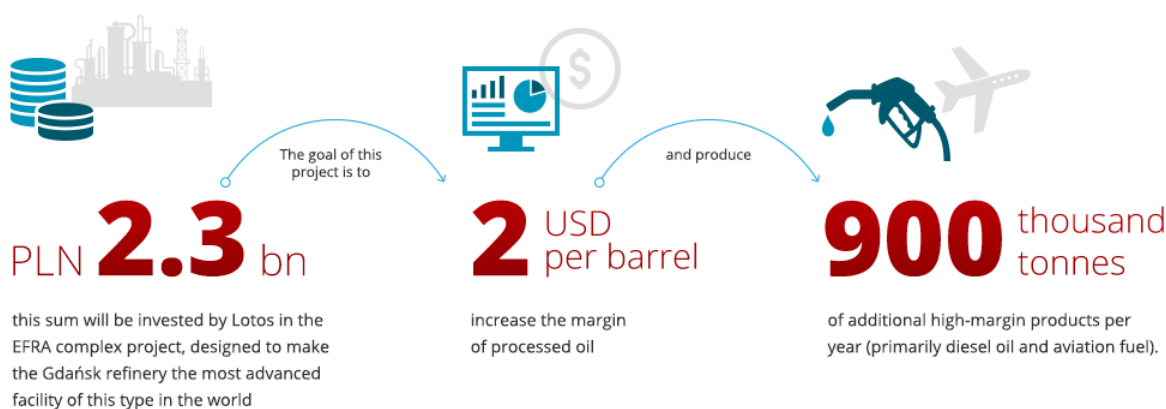 The goal of this
project is to
and produce
PLN 2.3 bn
this sum will be invested by Lotos in the
EFRA complex project, designed to make
the Gdańsk refinery the most advanced
facility of this type in the world
2 USD
per barrel
increase the margin
of processed oil
900 thousand
tonnes
of additional high-margin products per
year (primarily diesel oil and aviation fuel).